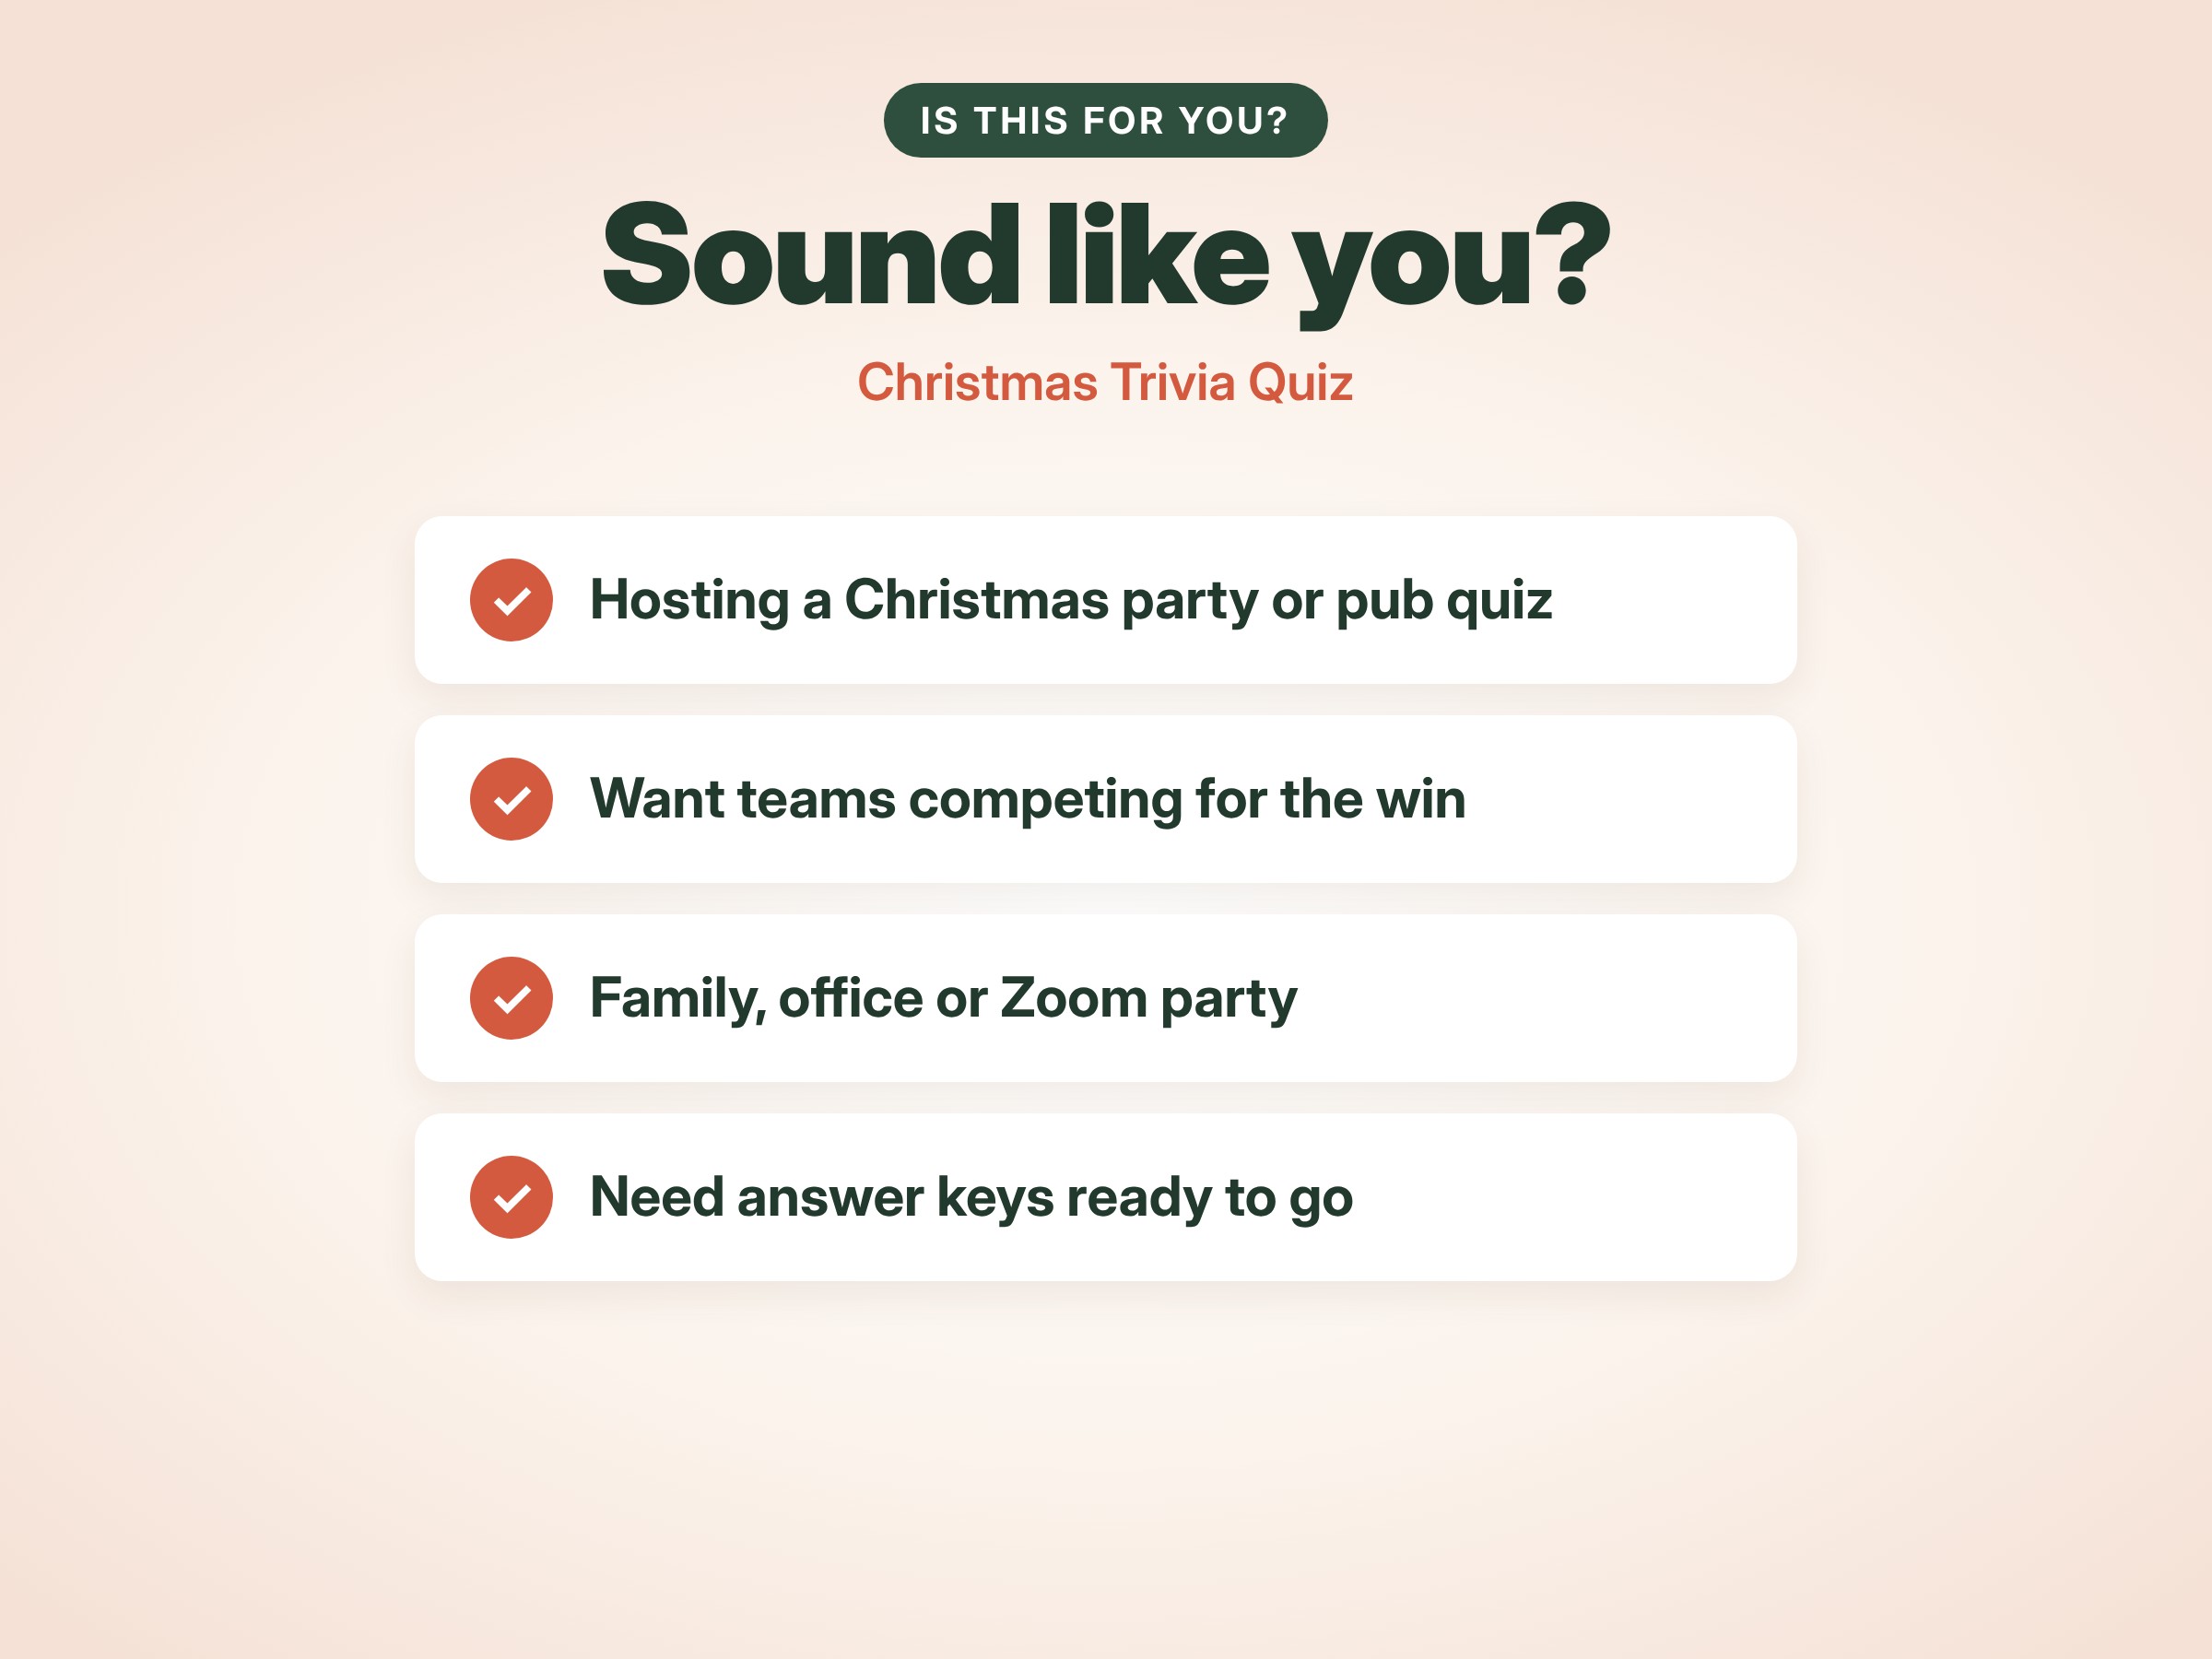 IS THIS FOR YOU?
Sound like you?
Christmas Trivia Quiz
Hosting a Christmas party or pub quiz
Want teams competing for the win
Family, office or Zoom party
Need answer keys ready to go